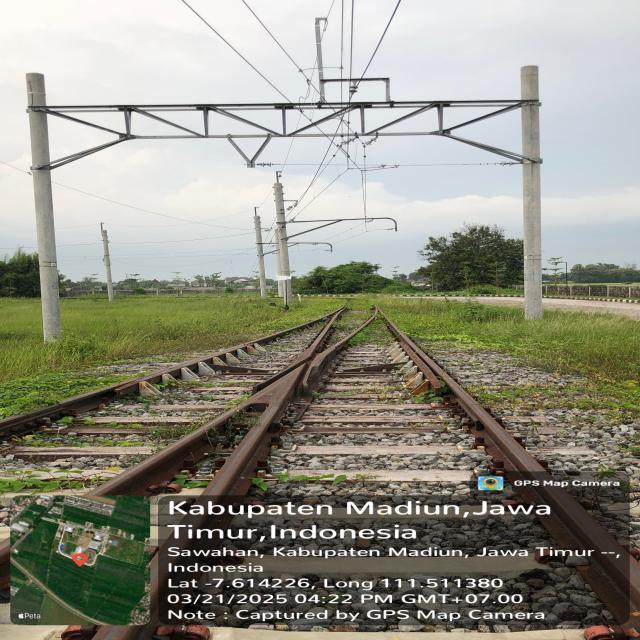 GPS Map Camera
Kabupaten Madiun,Jawa
Timur,Indonesia
Sawahan, Kabupaten Madiun, Jawa Timur --,
Indonesia
Lat -7.614226, Long 111.511380
03/21/2025 04:22 PM GMT+07.00
Note : Captured by GPS Map Camera
Peta